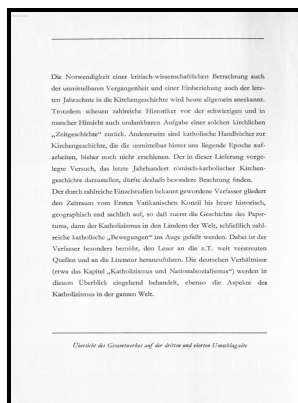 Die Notwendigkeit einer kritisch-wissenschaftlichen Betrachtung auch
der unmittelbaren Vergangenheit und einer Einbeziehung auch der letz-
ten Jahrzehnte in die Kirchengeschichte wird heute allgemein anerkannt.
Trotzdem scheuen zahlreiche Historiker vor der schwierigen und in
mancher Hinsicht auch undankbaren Aufgabe einer solchen kirchlichen
„Zeitgeschichte“ zurück. Andererseits sind katholische Handbücher zur
Kirchengeschichte, die die unmittelbar hinter uns liegende Epoche auf-
arbeiten, bisher noch nicht erschienen. Der in dieser Lieferung vorge-
legte Versuch, das letzte Jahrhundert römisch-katholischer Kirchen-
geschichte darzustellen, dürfte deshalb besondere Beachtung finden.
Der durch zahlreiche Einzelstudien bekannt gewordene Verfasser gliedert
den Zeitraum vom Ersten Vatikanischen Konzil bis heute historisch,
geographisch und sachlich auf, so daß zuerst die Geschichte des Papst-
tums, dann der Katholizismus in den Ländern der Welt, schließlich zahl-
reiche katholische „Bewegungen“ ins Auge gefaßt werden. Dabei ist der
Verfasser besonders bemüht, den Leser an die z.T. weit verstreuten
Quellen und an die Literatur heranzuführen. Die deutschen Verhältnisse
(etwa das Kapitel „Katholizismus und Nationalsozialismus“) werden in
diesem Überblick eingehend behandelt, ebenso die Aspekte des
Katholizismus in der ganzen Welt.
Übersicht des Gesamtwerkes auf der dritten und vierten Umschlagseite